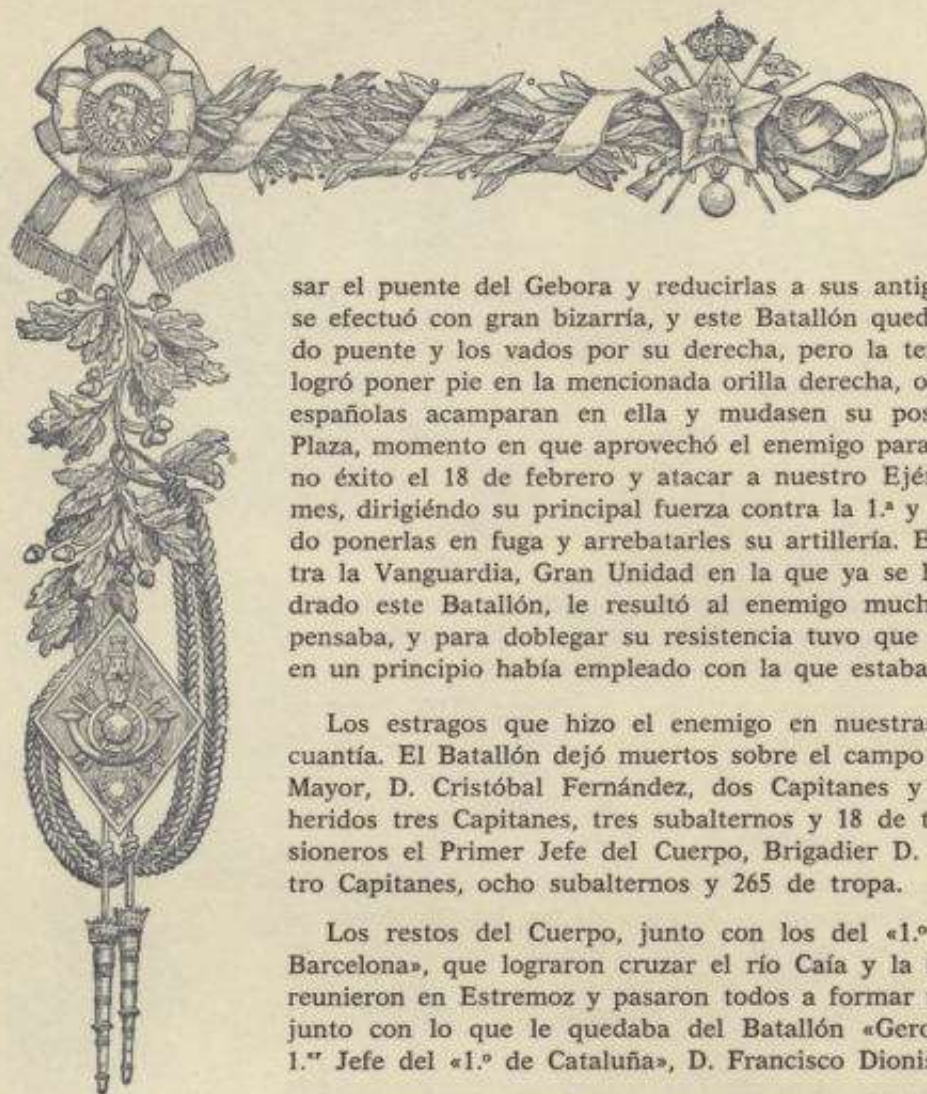 sar el puente del Gebora y reducirlas a sus antig
se efectuó con gran bizarría, y este Batallón qued
do puente y los vados por su derecha, pero la te
logró poner pie en la mencionada orilla derecha, o
españolas acamparan en ella y mudasen su pos
Plaza, momento en que aprovechó el enemigo para
no éxito el 18 de febrero y atacar a nuestro Ejér
mes, dirigiéndo su principal fuerza contra la 1.ª y
do ponerlas en fuga y arrebatarles su artillería. E
tra la Vanguardia, Gran Unidad en la que ya se l
drado este Batallón, le resultó al enemigo much
pensaba, y para doblegar su resistencia tuvo que
en un principio había empleado con la que estaba
Los estragos que hizo el enemigo en nuestra
cuantía. El Batallón dejó muertos sobre el campo
Mayor, D. Cristóbal Fernández, dos Capitanes y
heridos tres Capitanes, tres subalternos y 18 de t
sioneros el Primer Jefe del Cuerpo, Brigadier D.
tro Capitanes, ocho subalternos y 265 de tropa.
Los restos del Cuerpo, junto con los del «1.º
Barcelona», que lograron cruzar el río Caía y la
reunieron en Estremoz y pasaron todos a formar
junto con lo que le quedaba del Batallón «Gero
1.er Jefe del «1.º de Cataluña», D. Francisco Dionis